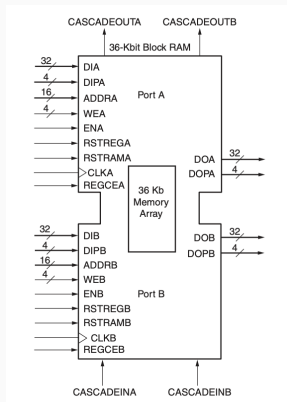 CASCADEOUTA CASCADEOUTB
36-Kbit Block RAM
32 DIA
4 DIPA
16 ADDRA Port A
4 WEA
ENA
RSTREGA
RSTRAMA DOA 32
CLKA DOPA 4
REGCEA
36 Kb
Memory
Array
32 DIB DOB 32
4 DIPB DOPB 4
16 ADDRB
4 WEB
ENB Port B
RSTREGB
RSTRAMB
CLKB
REGCEB
CASCADEINA CASCADEINB